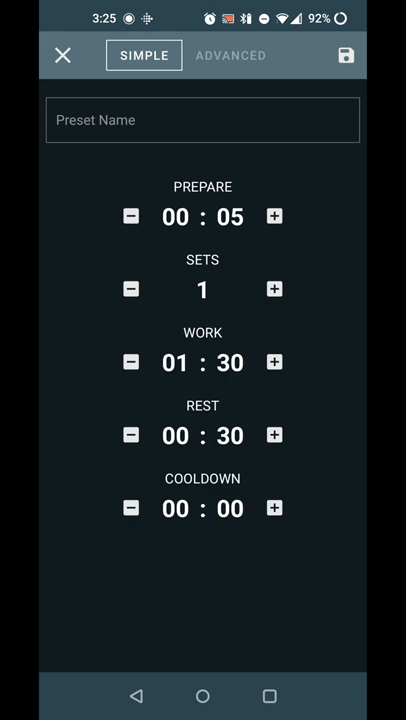 3:25 92%
SIMPLE ADVANCED
Preset Name
PREPARE
00 : 05
SETS
1
WORK
01 : 30
REST
00 : 30
COOLDOWN
00 : 00